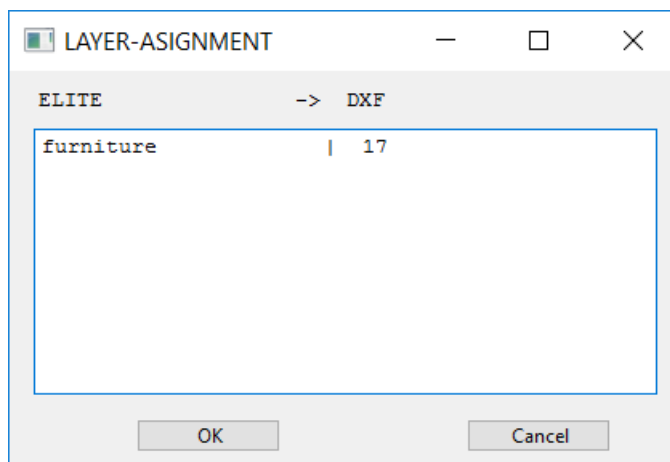 LAYER-ASIGNMENT
ELITE -> DXF
furniture | 17
OK Cancel